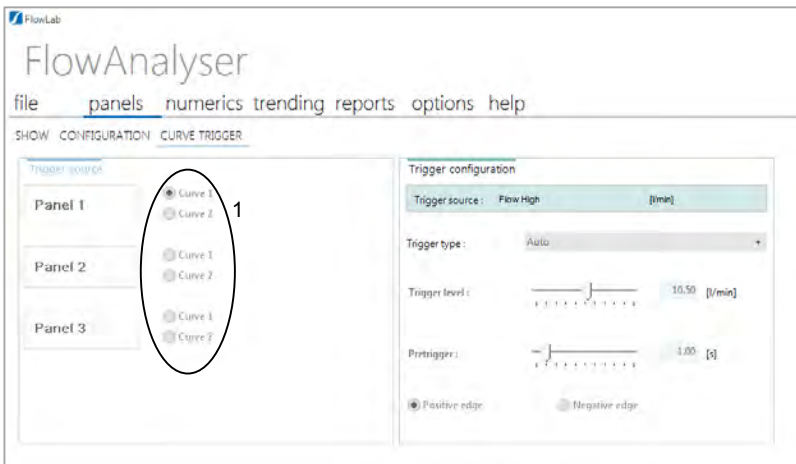 FlowLab
FlowAnalyser
file panels numerics trending reports options help
SHOW CONFIGURATION CURVE TRIGGER
Trigger source
Panel 1
Curve 1
Curve 2
1
Panel 2
Curve 1
Curve 2
Panel 3
Curve 1
Curve 2
Trigger configuration
Trigger source : Flow High [l/min]
Trigger type : Auto
Trigger level : 10.50 [l/min]
Pretrigger : 1.00 [s]
Positive edge Negative edge